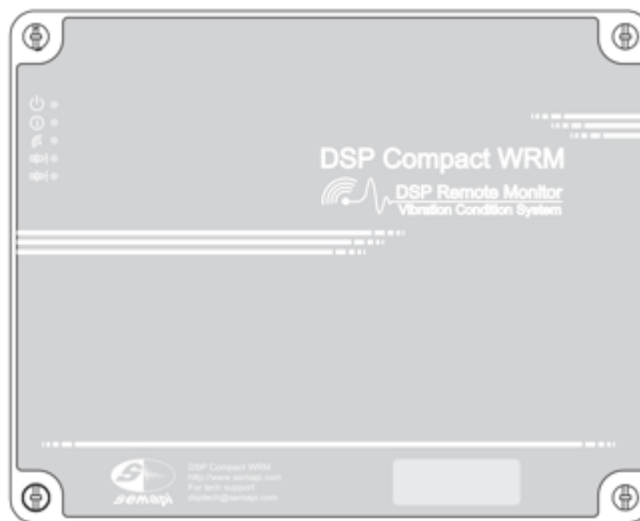 DSP Compact WRM
DSP Remote Monitor
Vibration Condition System
semapi
DSP Compact WRM
http://www.semapi.com
For tech support
dsptech@semapi.com